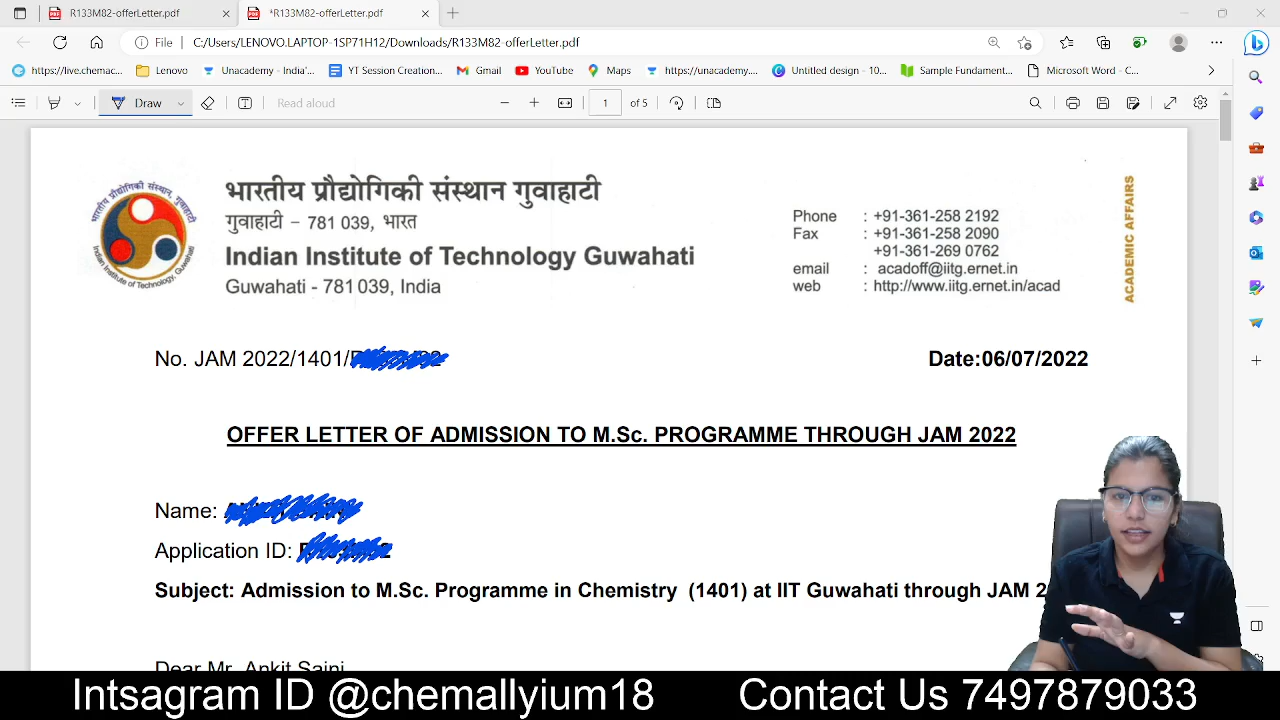 R133M82-offerLetter.pdf
*R133M82-offerLetter.pdf
File
C:/Users/LENOVO.LAPTOP-1SP71H12/Downloads/R133M82-offerLetter.pdf
https://live.chemac...
Lenovo
Unacademy - India'...
YT Session Creation...
Gmail
YouTube
Maps
https://unacademy....
Untitled design - 10...
Sample Fundament...
Microsoft Word - C...
Draw
Read aloud
1 of 5
भारतीय प्रौद्योगिकी संस्थान गुवाहाटी
गुवाहाटी – 781 039, भारत
Indian Institute of Technology Guwahati
Guwahati - 781 039, India
भारतीय प्रौद्योगिकी संस्थान, गुवाहाटी
Indian Institute of Technology, Guwahati
Phone : +91-361-258 2192
Fax : +91-361-258 2090
+91-361-269 0762
email : acadoff@iitg.ernet.in
web : http://www.iitg.ernet.in/acad
ACADEMIC AFFAIRS
No. JAM 2022/1401/
Date:06/07/2022
OFFER LETTER OF ADMISSION TO M.Sc. PROGRAMME THROUGH JAM 2022
Name:
Application ID:
Subject: Admission to M.Sc. Programme in Chemistry (1401) at IIT Guwahati through JAM 2
Dear Mr. Ankit Saini
Intsagram ID @chemallyium18
Contact Us 7497879033